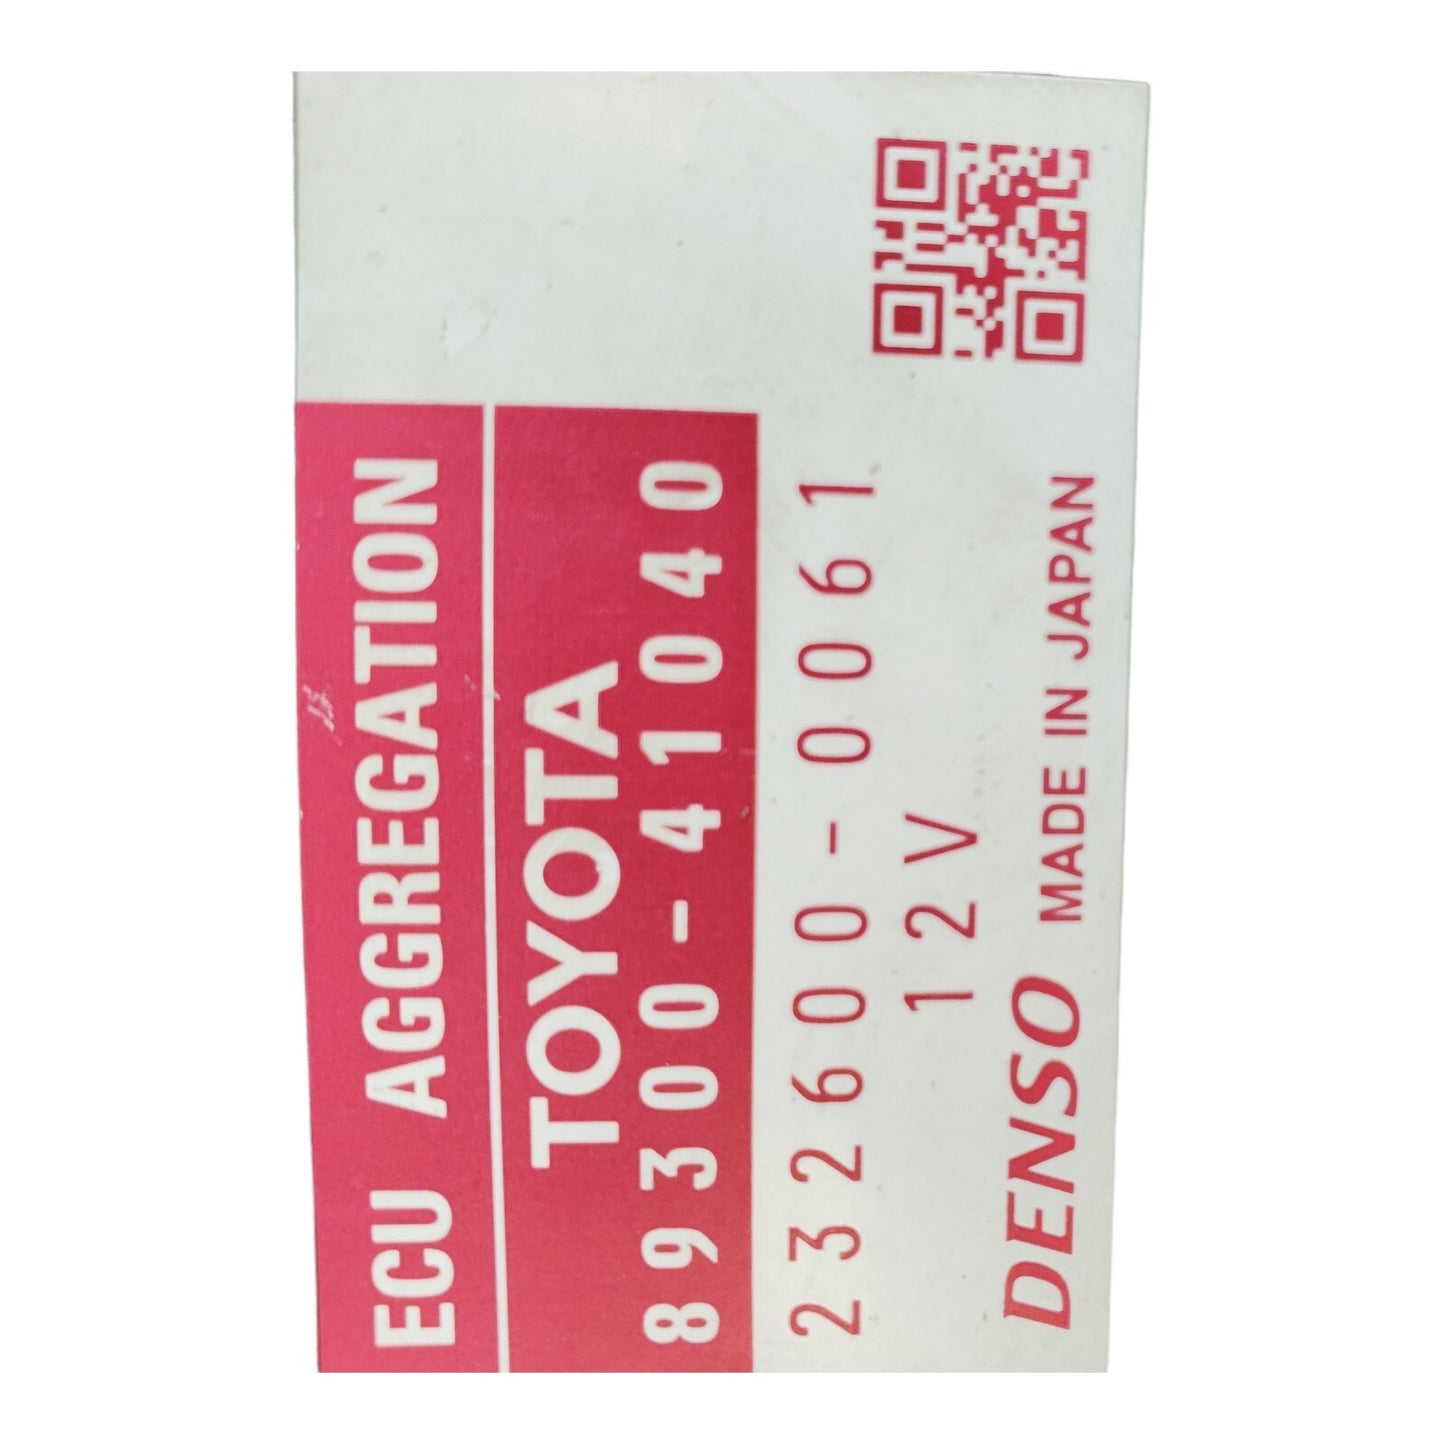 ECU AGGREGATION
TOYOTA
89300-41040
232600-0061
12V
DENSO MADE IN JAPAN